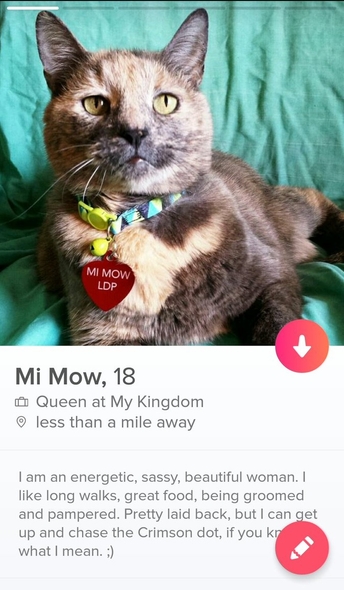 MI MOW
LDP
Mi Mow, 18
Queen at My Kingdom
less than a mile away
I am an energetic, sassy, beautiful woman. I
like long walks, great food, being groomed
and pampered. Pretty laid back, but I can get
up and chase the Crimson dot, if you
what I mean. ;)